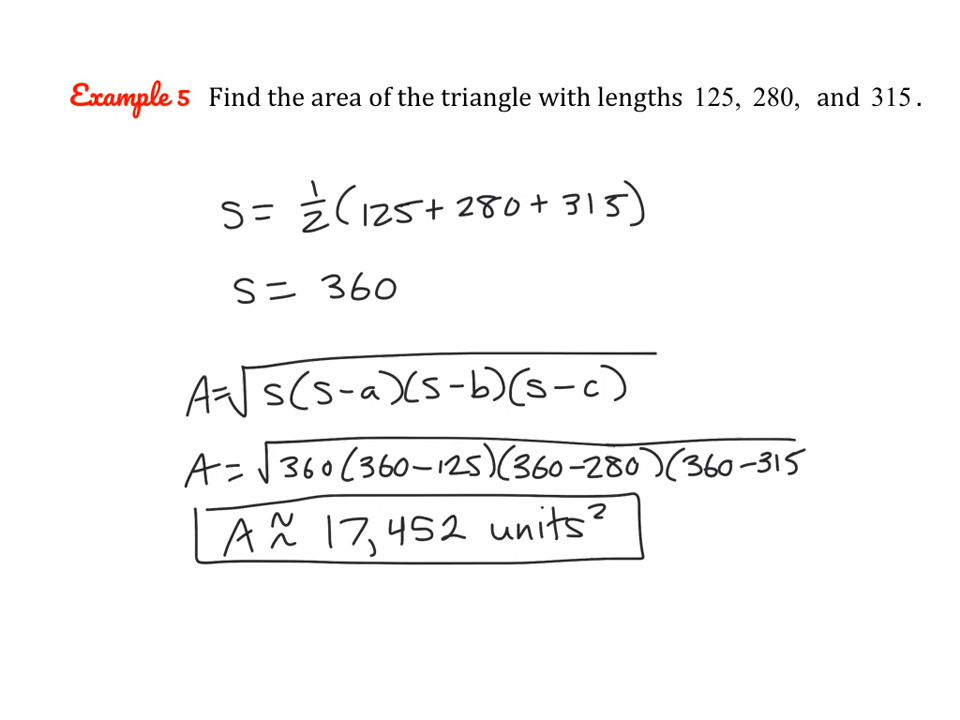 Example 5 Find the area of the triangle with lengths 125, 280, and 315.
s = 1/2 (125 + 280 + 315)
s = 360
A = √s(s-a)(s-b)(s-c)
A = √360(360-125)(360-280)(360-315
A ≈ 17,452 units²